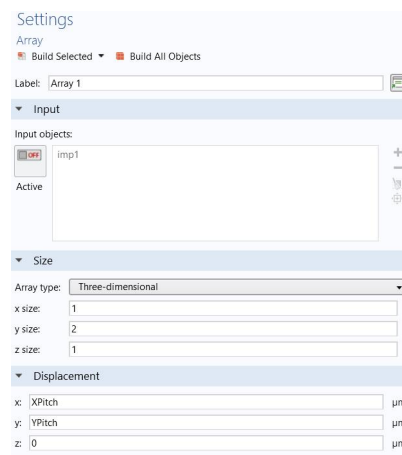 Settings
Array
Build Selected Build All Objects
Label: Array 1
Input
Input objects:
OFF imp1
Active
Size
Array type: Three-dimensional
x size: 1
y size: 2
z size: 1
Displacement
x: XPitch µm
y: YPitch µm
z: 0 µm